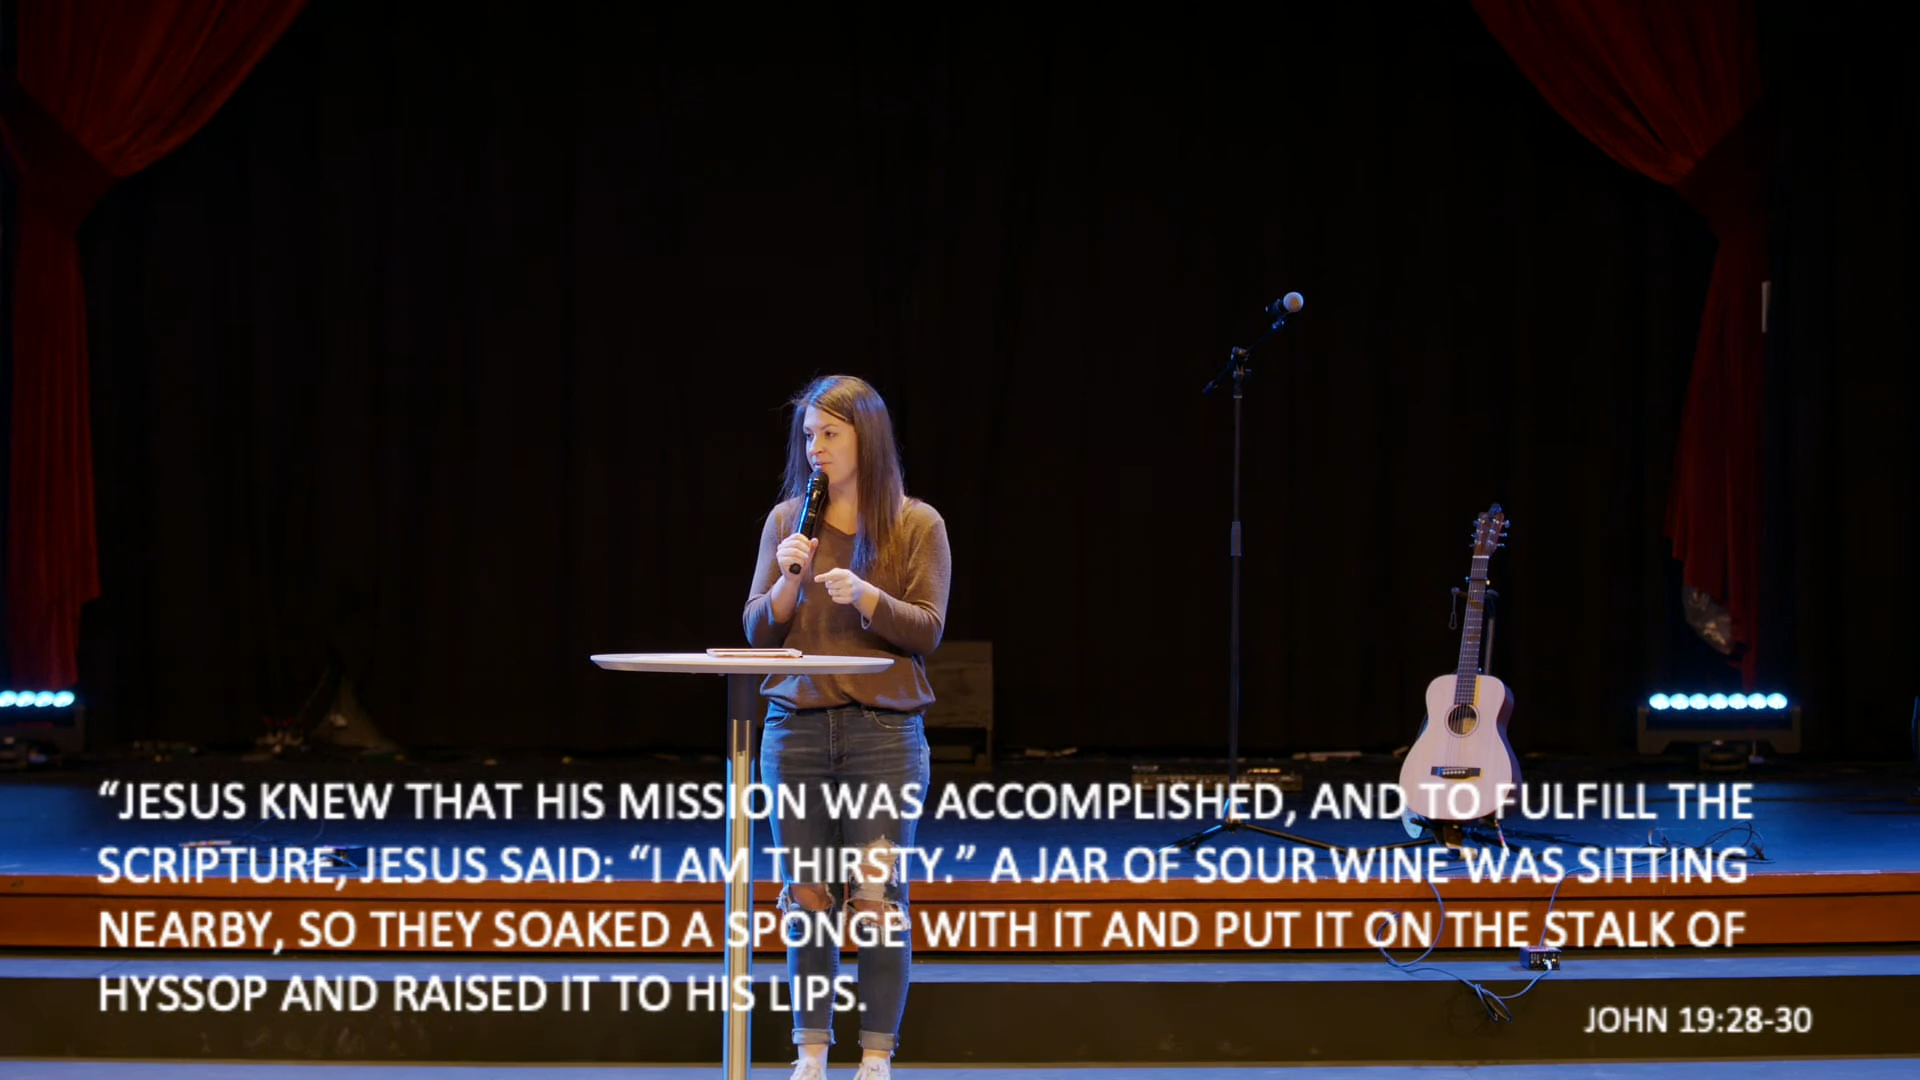 “JESUS KNEW THAT HIS MISSION WAS ACCOMPLISHED, AND TO FULFILL THE
SCRIPTURE, JESUS SAID: “I AM THIRSTY.” A JAR OF SOUR WINE WAS SITTING
NEARBY, SO THEY SOAKED A SPONGE WITH IT AND PUT IT ON THE STALK OF
HYSSOP AND RAISED IT TO HIS LIPS.
JOHN 19:28-30